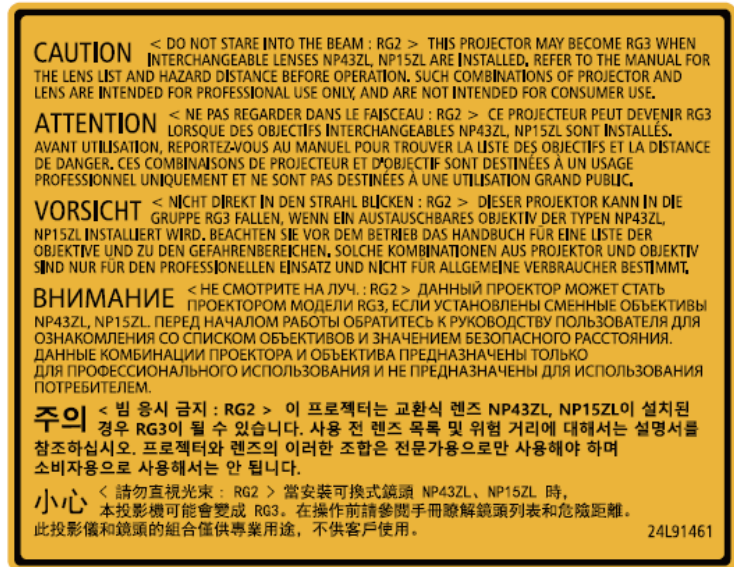 CAUTION < DO NOT STARE INTO THE BEAM : RG2 > THIS PROJECTOR MAY BECOME RG3 WHEN
INTERCHANGEABLE LENSES NP43ZL, NP15ZL ARE INSTALLED. REFER TO THE MANUAL FOR
THE LENS LIST AND HAZARD DISTANCE BEFORE OPERATION. SUCH COMBINATIONS OF PROJECTOR AND
LENS ARE INTENDED FOR PROFESSIONAL USE ONLY, AND ARE NOT INTENDED FOR CONSUMER USE.
ATTENTION < NE PAS REGARDER DANS LE FAISCEAU : RG2 > CE PROJECTEUR PEUT DEVENIR RG3
LORSQUE DES OBJECTIFS INTERCHANGEABLES NP43ZL, NP15ZL SONT INSTALLÉS.
AVANT UTILISATION, REPORTEZ-VOUS AU MANUEL POUR TROUVER LA LISTE DES OBJECTIFS ET LA DISTANCE
DE DANGER. CES COMBINAISONS DE PROJECTEUR ET D'OBJECTIF SONT DESTINÉES À UN USAGE
PROFESSIONNEL UNIQUEMENT ET NE SONT PAS DESTINÉES À UNE UTILISATION GRAND PUBLIC.
VORSICHT < NICHT DIREKT IN DEN STRAHL BLICKEN : RG2 > DIESER PROJEKTOR KANN IN DIE
GRUPPE RG3 FALLEN, WENN EIN AUSTAUSCHBARES OBJEKTIV DER TYPEN NP43ZL,
NP15ZL INSTALLIERT WIRD. BEACHTEN SIE VOR DEM BETRIEB DAS HANDBUCH FÜR EINE LISTE DER
OBJEKTIVE UND ZU DEN GEFAHRENBEREICHEN. SOLCHE KOMBINATIONEN AUS PROJEKTOR UND OBJEKTIV
SIND NUR FÜR DEN PROFESSIONELLEN EINSATZ UND NICHT FÜR ALLGEMEINE VERBRAUCHER BESTIMMT.
ВНИМАНИЕ < НЕ СМОТРИТЕ НА ЛУЧ. : RG2 > ДАННЫЙ ПРОЕКТОР МОЖЕТ СТАТЬ
ПРОЕКТОРОМ МОДЕЛИ RG3, ЕСЛИ УСТАНОВЛЕНЫ СМЕННЫЕ ОБЪЕКТИВЫ
NP43ZL, NP15ZL. ПЕРЕД НАЧАЛОМ РАБОТЫ ОБРАТИТЕСЬ К РУКОВОДСТВУ ПОЛЬЗОВАТЕЛЯ ДЛЯ
ОЗНАКОМЛЕНИЯ СО СПИСКОМ ОБЪЕКТИВОВ И ЗНАЧЕНИЕМ БЕЗОПАСНОГО РАССТОЯНИЯ.
ДАННЫЕ КОМБИНАЦИИ ПРОЕКТОРА И ОБЪЕКТИВА ПРЕДНАЗНАЧЕНЫ ТОЛЬКО
ДЛЯ ПРОФЕССИОНАЛЬНОГО ИСПОЛЬЗОВАНИЯ И НЕ ПРЕДНАЗНАЧЕНЫ ДЛЯ ИСПОЛЬЗОВАНИЯ
ПОТРЕБИТЕЛЕМ.
주의 < 빔 응시 금지 : RG2 > 이 프로젝터는 교환식 렌즈 NP43ZL, NP15ZL이 설치된
경우 RG3이 될 수 있습니다. 사용 전 렌즈 목록 및 위험 거리에 대해서는 설명서를
참조하십시오. 프로젝터와 렌즈의 이러한 조합은 전문가용으로만 사용해야 하며
소비자용으로 사용해서는 안 됩니다.
小心 < 請勿直視光束 : RG2 > 當安裝可換式鏡頭 NP43ZL、NP15ZL 時,
本投影機可能會變成 RG3。在操作前請參閱手冊瞭解鏡頭列表和危險距離。
此投影儀和鏡頭的組合僅供專業用途, 不供客戶使用。
24L91461